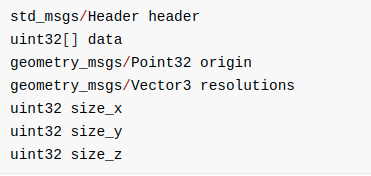 std_msgs/Header header
uint32[] data
geometry_msgs/Point32 origin
geometry_msgs/Vector3 resolutions
uint32 size_x
uint32 size_y
uint32 size_z